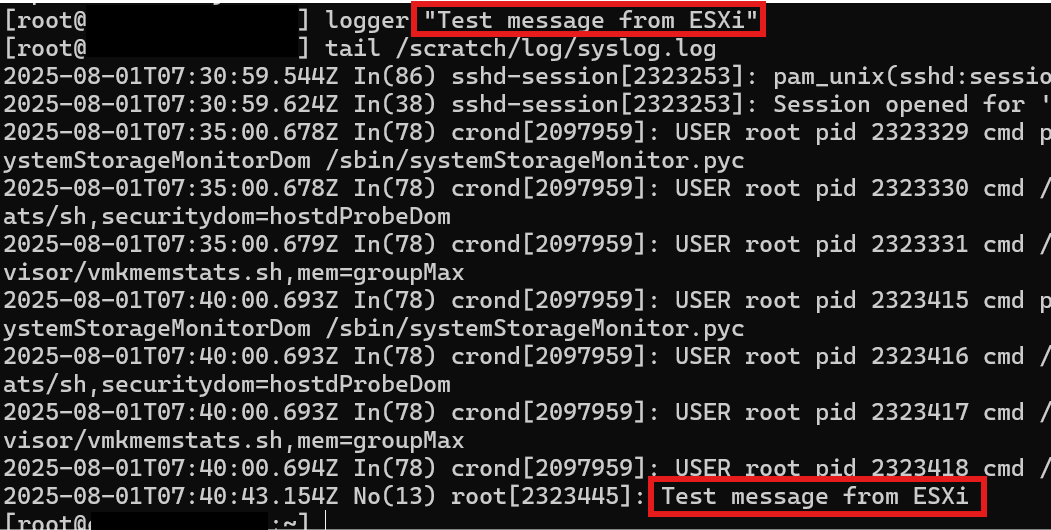 [root@ ] logger "Test message from ESXi"
[root@ ] tail /scratch/log/syslog.log
2025-08-01T07:30:59.544Z In(86) sshd-session[2323253]: pam_unix(sshd:sessio
2025-08-01T07:30:59.624Z In(38) sshd-session[2323253]: Session opened for '
2025-08-01T07:35:00.678Z In(78) crond[2097959]: USER root pid 2323329 cmd p
ystemStorageMonitorDom /sbin/systemStorageMonitor.pyc
2025-08-01T07:35:00.678Z In(78) crond[2097959]: USER root pid 2323330 cmd /
ats/sh,securitydom=hostdProbeDom
2025-08-01T07:35:00.679Z In(78) crond[2097959]: USER root pid 2323331 cmd /
visor/vmkmemstats.sh,mem=groupMax
2025-08-01T07:40:00.693Z In(78) crond[2097959]: USER root pid 2323415 cmd p
ystemStorageMonitorDom /sbin/systemStorageMonitor.pyc
2025-08-01T07:40:00.693Z In(78) crond[2097959]: USER root pid 2323416 cmd /
ats/sh,securitydom=hostdProbeDom
2025-08-01T07:40:00.693Z In(78) crond[2097959]: USER root pid 2323417 cmd /
visor/vmkmemstats.sh,mem=groupMax
2025-08-01T07:40:00.694Z In(78) crond[2097959]: USER root pid 2323418 cmd /
2025-08-01T07:40:43.154Z No(13) root[2323445]: Test message from ESXi
[root@ :~]